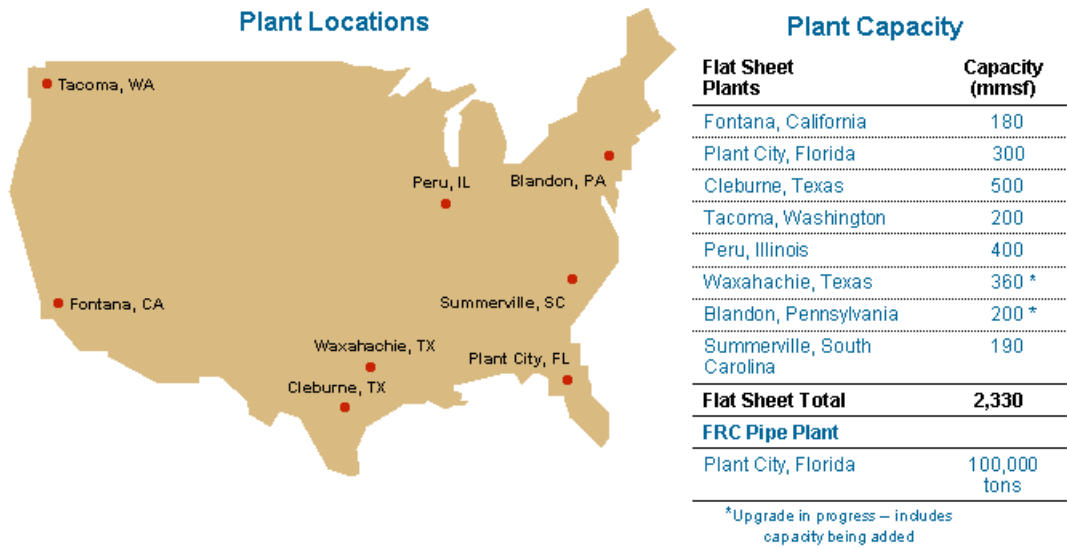 Plant Locations
Tacoma, WA
Peru, IL
Blandon, PA
Fontana, CA
Summerville, SC
Waxahachie, TX
Plant City, FL
Cleburne, TX
Plant Capacity
Flat Sheet Plants Capacity (mmsf)
Fontana, California 180
Plant City, Florida 300
Cleburne, Texas 500
Tacoma, Washington 200
Peru, Illinois 400
Waxahachie, Texas 360 *
Blandon, Pennsylvania 200 *
Summerville, South Carolina 190
Flat Sheet Total 2,330
FRC Pipe Plant
Plant City, Florida 100,000 tons
*Upgrade in progress – includes
capacity being added